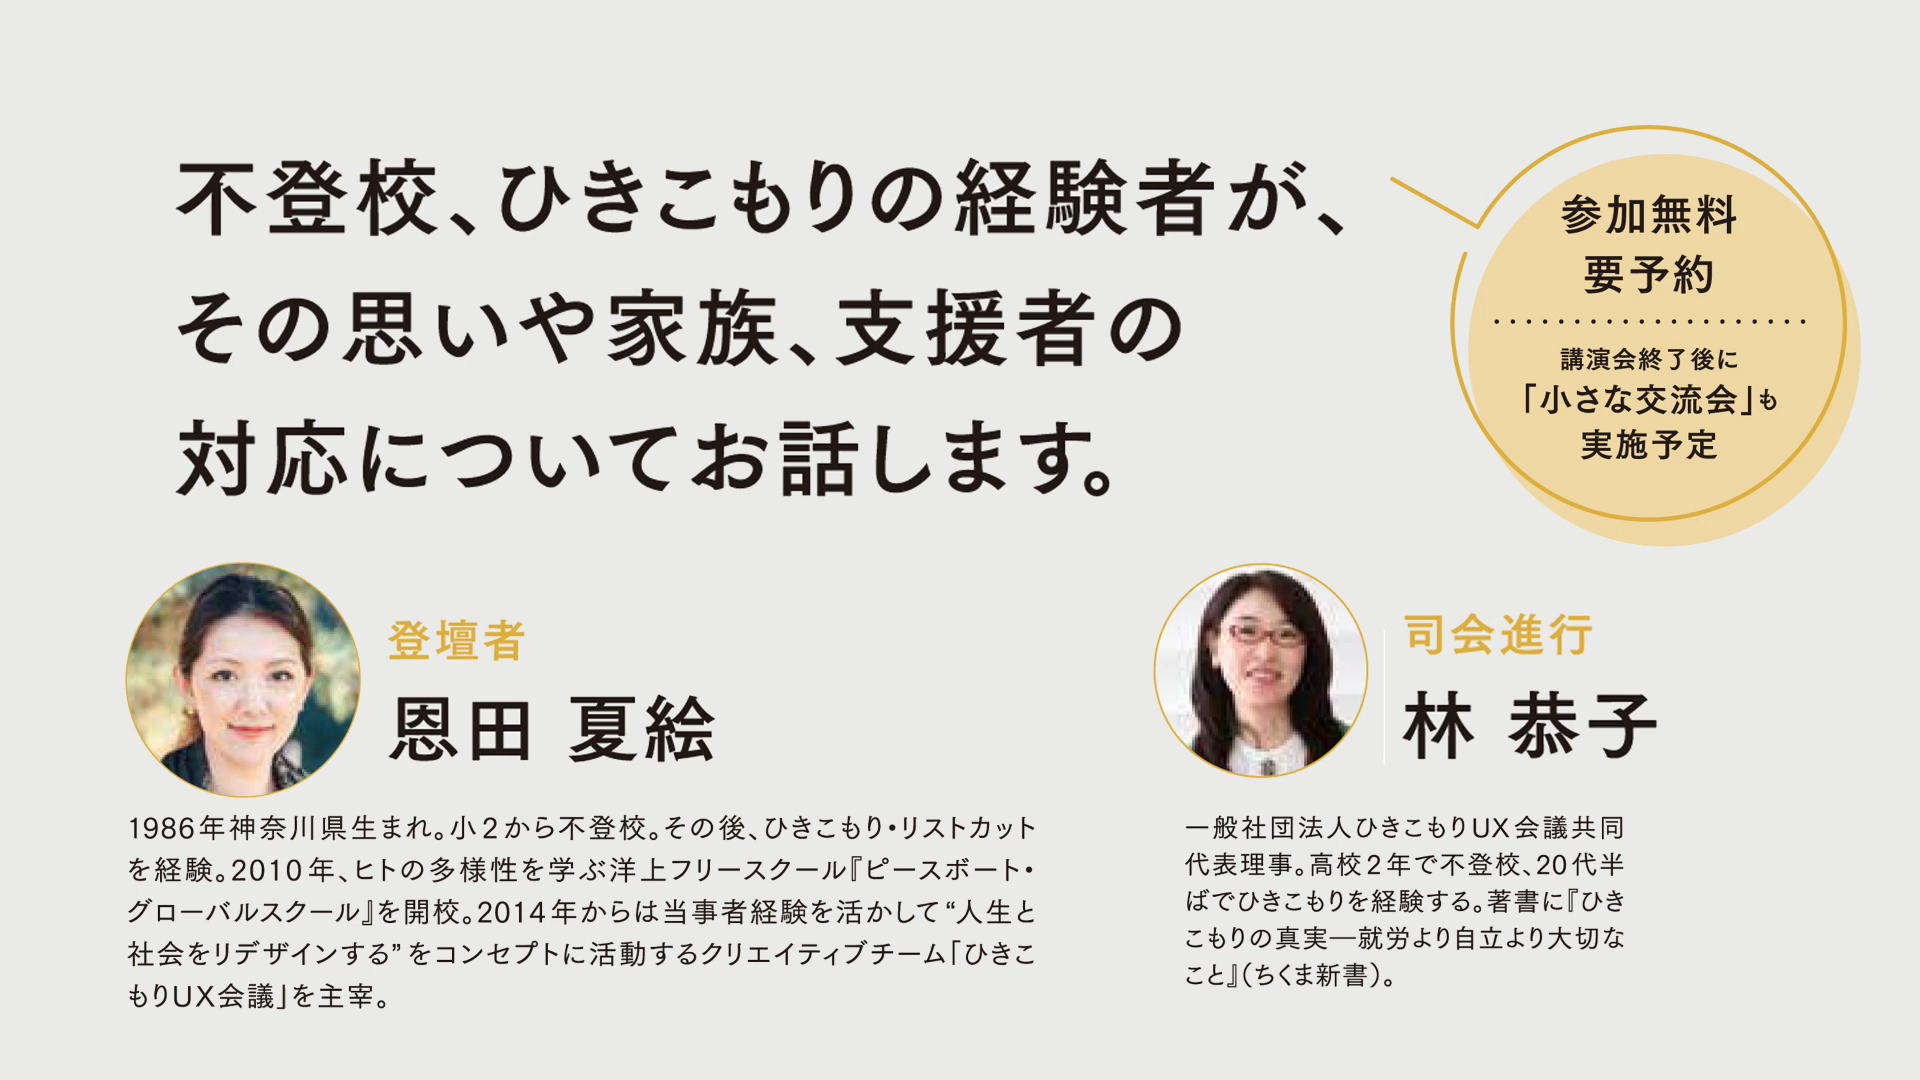 不登校、ひきこもりの経験者が、
その思いや家族、支援者の
対応についてお話します。
参加無料
要予約
講演会終了後に
「小さな交流会」も
実施予定
登壇者
恩田 夏絵
1986年神奈川県生まれ。小2から不登校。その後、ひきこもり・リストカット
を経験。2010年、ヒトの多様性を学ぶ洋上フリースクール『ピースボート・
グローバルスクール』を開校。2014年からは当事者経験を活かして“人生と
社会をリデザインする”をコンセプトに活動するクリエイティブチーム「ひきこ
もりUX会議」を主宰。
司会進行
林 恭子
一般社団法人ひきこもりUX会議共同
代表理事。高校2年で不登校、20代半
ばでひきこもりを経験する。著書に『ひき
こもりの真実―就労より自立より大切な
こと』(ちくま新書)。